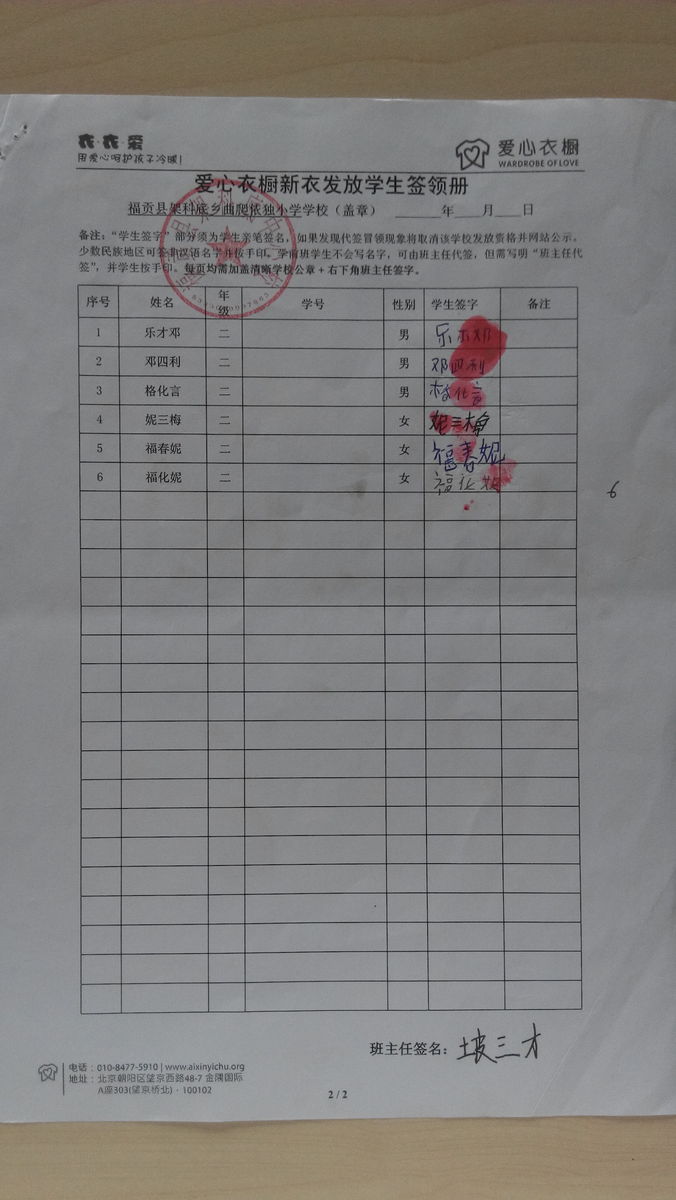 衣·衣·爱
用爱心呵护孩子冷暖!
爱心衣橱
WARDROBE OF LOVE
爱心衣橱新衣发放学生签领册
福贡县架科底乡曲爬依独小学学校(盖章) 年 月 日
备注:“学生签字”部分须为学生亲笔签名,如果发现代签冒领现象将取消该学校发放资格并网站公示。
少数民族地区可签非汉语名字并按手印。学前班学生不会写名字,可由班主任代签,但需写明“班主任代
签”,并学生按手印。每页均需加盖清晰学校公章+右下角班主任签字。
序号 姓名 年级 学号 性别 学生签字 备注
1 乐才邓 二 男 乐才邓
2 邓四利 二 男 邓四利
3 格化言 二 男 格化言
4 妮三梅 二 女 妮三梅
5 福春妮 二 女 福春妮
6 福化妮 二 女 福化妮
6
班主任签名: 坡三才
电话:010-8477-5910 | www.aixinyichu.org
地址:北京朝阳区望京西路48-7 金隅国际
A座303(望京桥北)· 100102
2 / 2